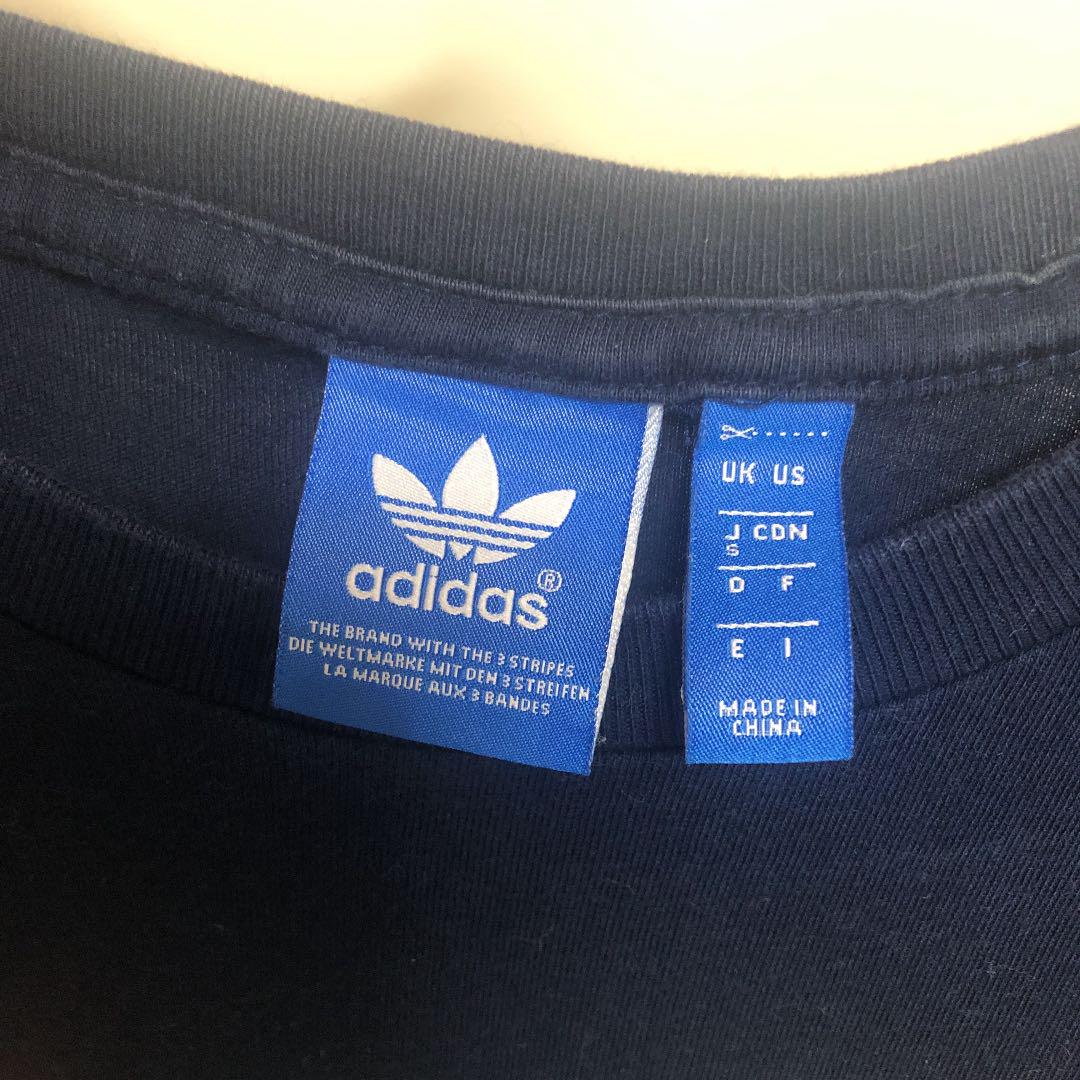 adidas®
THE BRAND WITH THE 3 STRIPES
DIE WELTMARKE MIT DEN 3 STREIFEN
LA MARQUE AUX 3 BANDES
UK US
J CDN
S
D F
E I
MADE IN
CHINA